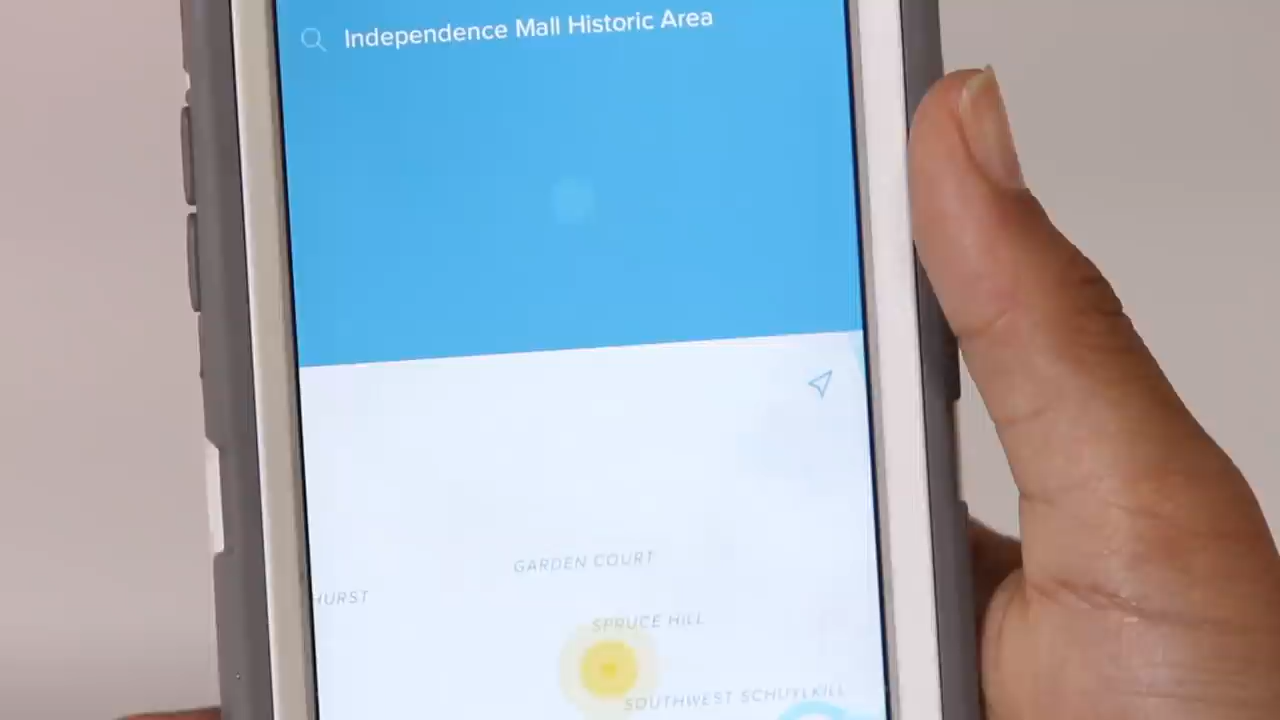 Independence Mall Historic Area
GARDEN COURT
HURST
SPRUCE HILL
SOUTHWEST SCHUYLKILL